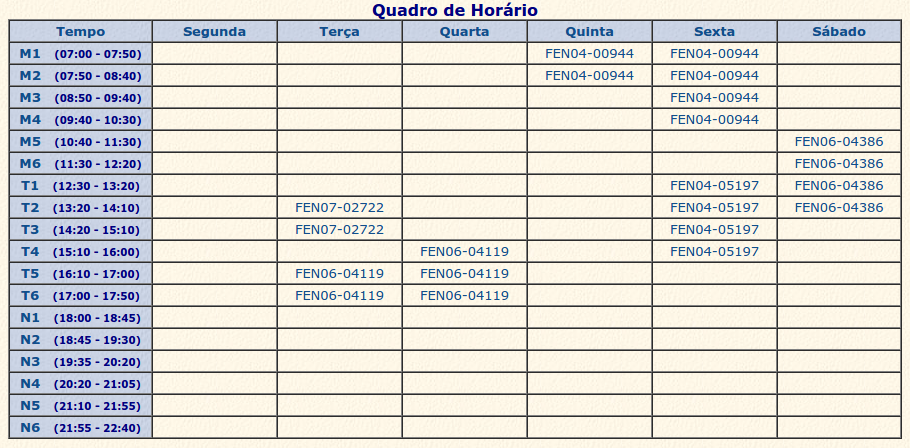 Quadro de Horário
Tempo Segunda Terça Quarta Quinta Sexta Sábado
M1 (07:00 - 07:50) FEN04-00944 FEN04-00944
M2 (07:50 - 08:40) FEN04-00944 FEN04-00944
M3 (08:50 - 09:40) FEN04-00944
M4 (09:40 - 10:30) FEN04-00944
M5 (10:40 - 11:30) FEN06-04386
M6 (11:30 - 12:20) FEN06-04386
T1 (12:30 - 13:20) FEN04-05197 FEN06-04386
T2 (13:20 - 14:10) FEN07-02722 FEN04-05197 FEN06-04386
T3 (14:20 - 15:10) FEN07-02722 FEN04-05197
T4 (15:10 - 16:00) FEN06-04119 FEN04-05197
T5 (16:10 - 17:00) FEN06-04119 FEN06-04119
T6 (17:00 - 17:50) FEN06-04119 FEN06-04119
N1 (18:00 - 18:45)
N2 (18:45 - 19:30)
N3 (19:35 - 20:20)
N4 (20:20 - 21:05)
N5 (21:10 - 21:55)
N6 (21:55 - 22:40)